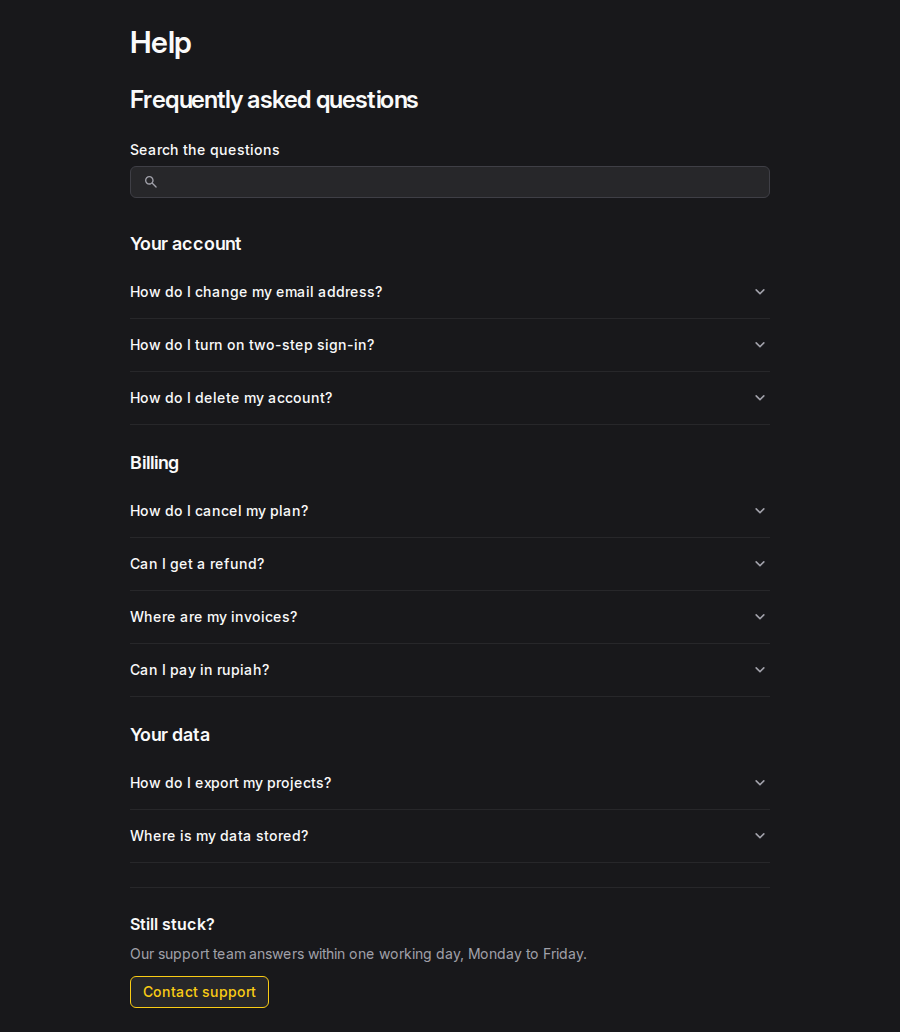 Help
Frequently asked questions
Search the questions
Your account
How do I change my email address?
How do I turn on two-step sign-in?
How do I delete my account?
Billing
How do I cancel my plan?
Can I get a refund?
Where are my invoices?
Can I pay in rupiah?
Your data
How do I export my projects?
Where is my data stored?
Still stuck?
Our support team answers within one working day, Monday to Friday.
Contact support